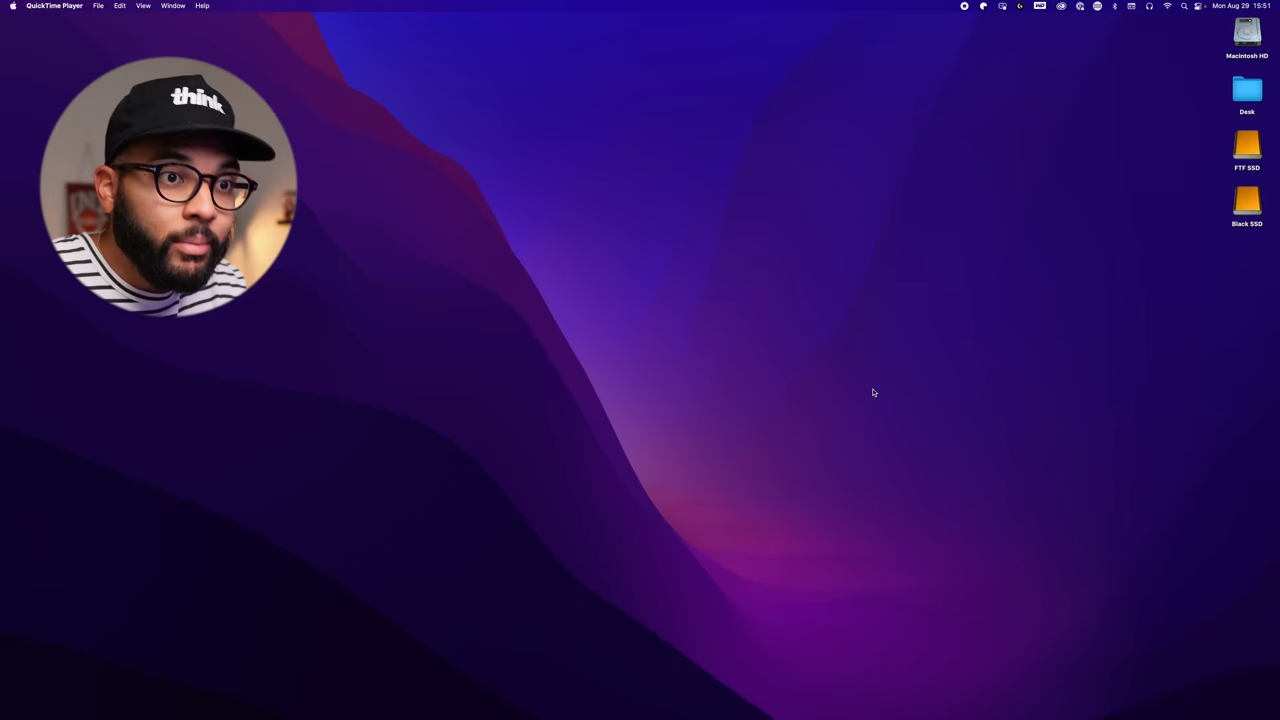 QuickTime Player File Edit View Window Help Mon Aug 29 15:51
think
Macintosh HD
Desk
FTF SSD
Black SSD